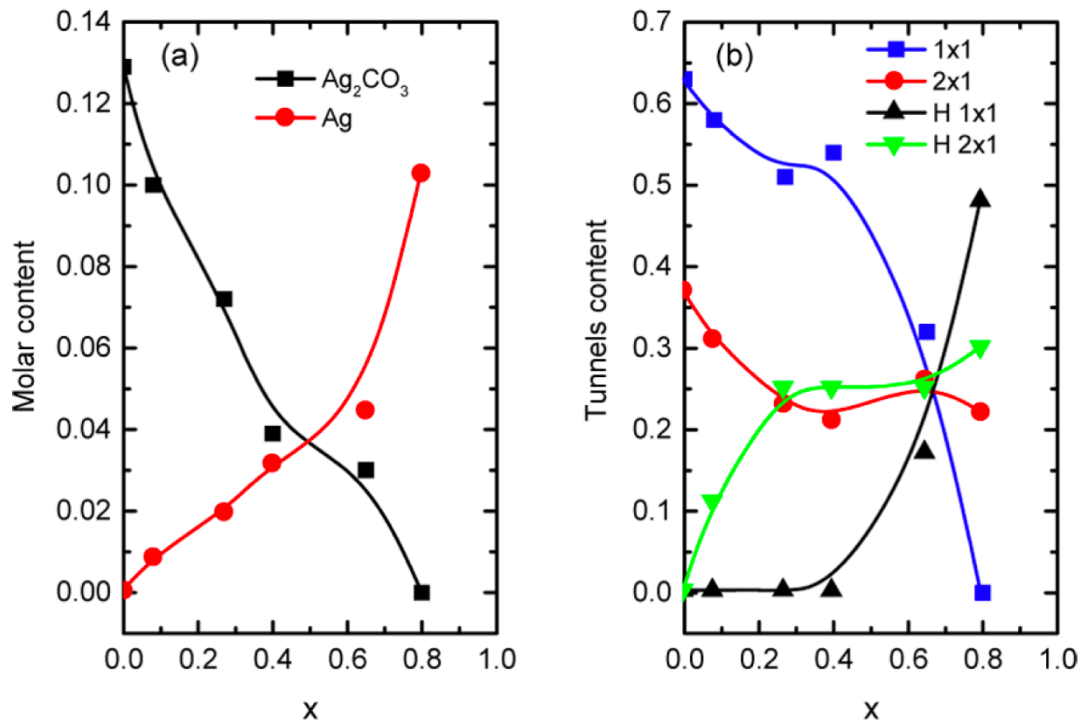 (a)
Ag₂CO₃
Ag
0.14
0.12
0.10
0.08
0.06
0.04
0.02
0.00
Molar content
0.0 0.2 0.4 0.6 0.8 1.0
x
(b)
1x1
2x1
H 1x1
H 2x1
0.7
0.6
0.5
0.4
0.3
0.2
0.1
0.0
Tunnels content
0.0 0.2 0.4 0.6 0.8 1.0
x